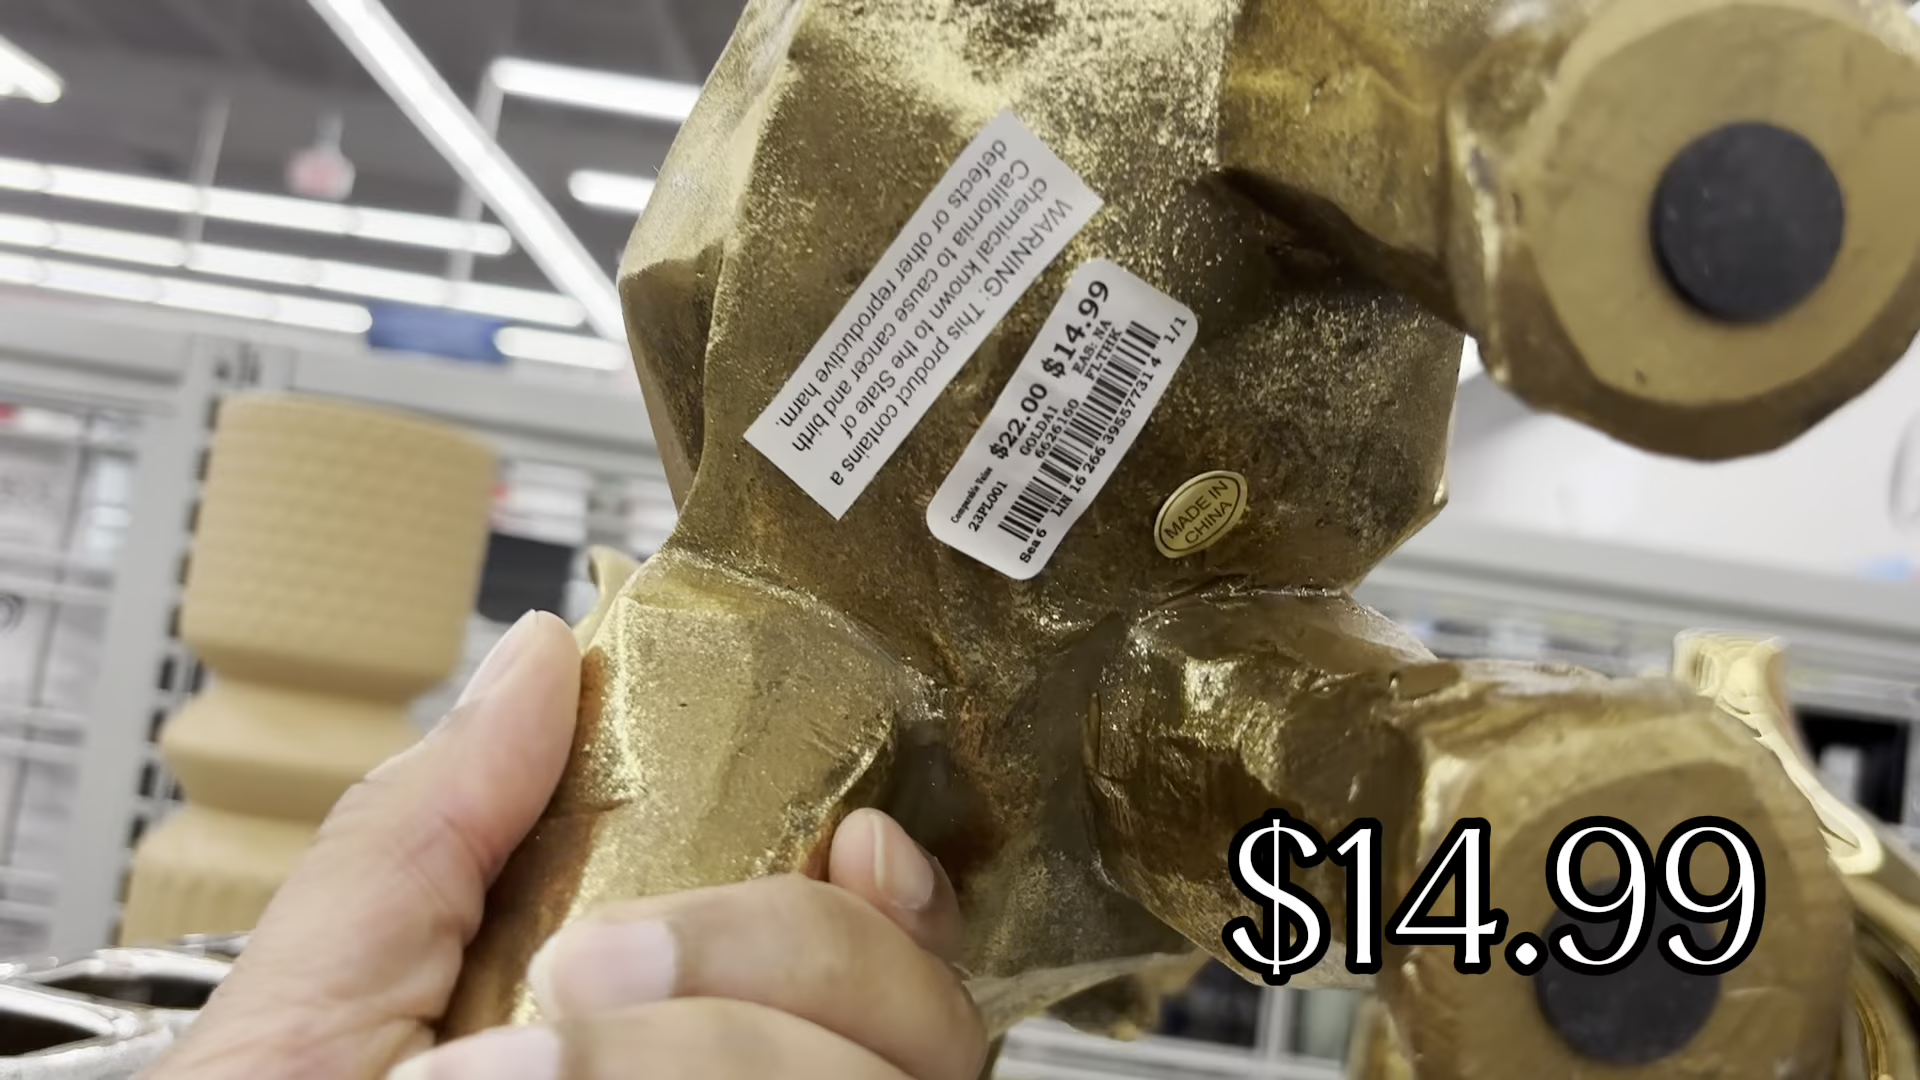 WARNING: This product contains a
chemical known to the State of
California to cause cancer and birth
defects or other reproductive harm.
Comparable Value $22.00 $14.99
23PL001 GOLDA1 EAS: NA
6626160 FLTHK
Sea 6 LIN 16 266 39557731 4 1/1
MADE IN
CHINA
$14.99